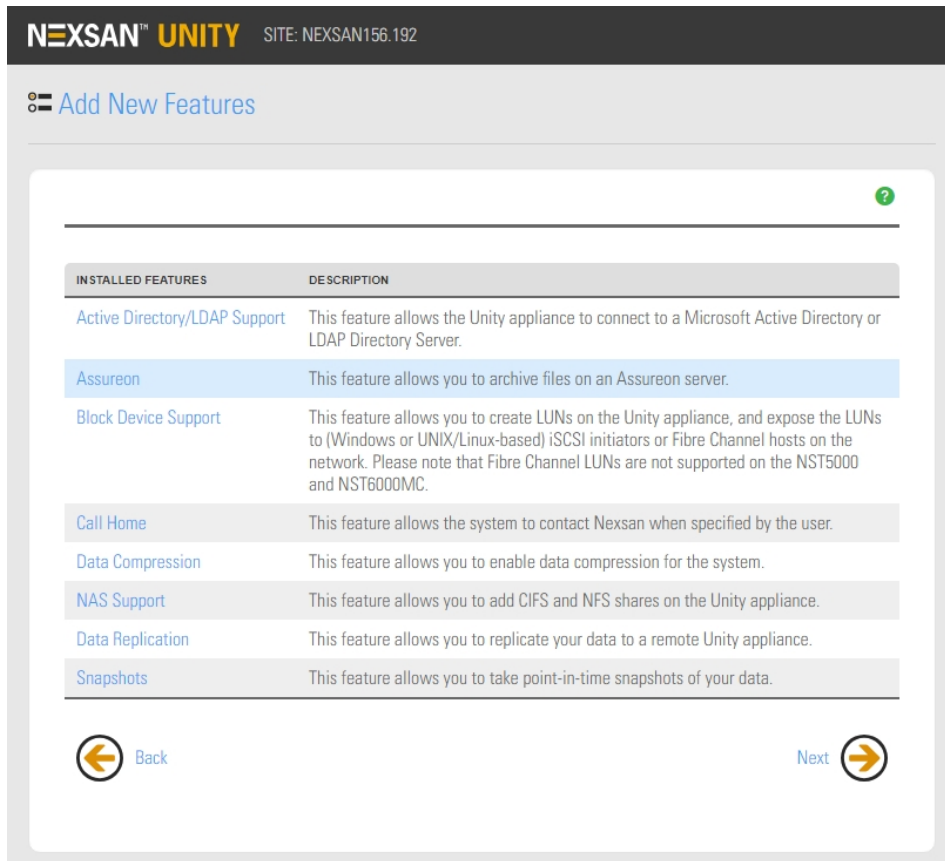 NEXSAN™ UNITY SITE: NEXSAN156.192
Add New Features
?
INSTALLED FEATURES DESCRIPTION
Active Directory/LDAP Support This feature allows the Unity appliance to connect to a Microsoft Active Directory or
LDAP Directory Server.
Assureon This feature allows you to archive files on an Assureon server.
Block Device Support This feature allows you to create LUNs on the Unity appliance, and expose the LUNs
to (Windows or UNIX/Linux-based) iSCSI initiators or Fibre Channel hosts on the
network. Please note that Fibre Channel LUNs are not supported on the NST5000
and NST6000MC.
Call Home This feature allows the system to contact Nexsan when specified by the user.
Data Compression This feature allows you to enable data compression for the system.
NAS Support This feature allows you to add CIFS and NFS shares on the Unity appliance.
Data Replication This feature allows you to replicate your data to a remote Unity appliance.
Snapshots This feature allows you to take point-in-time snapshots of your data.
Back Next